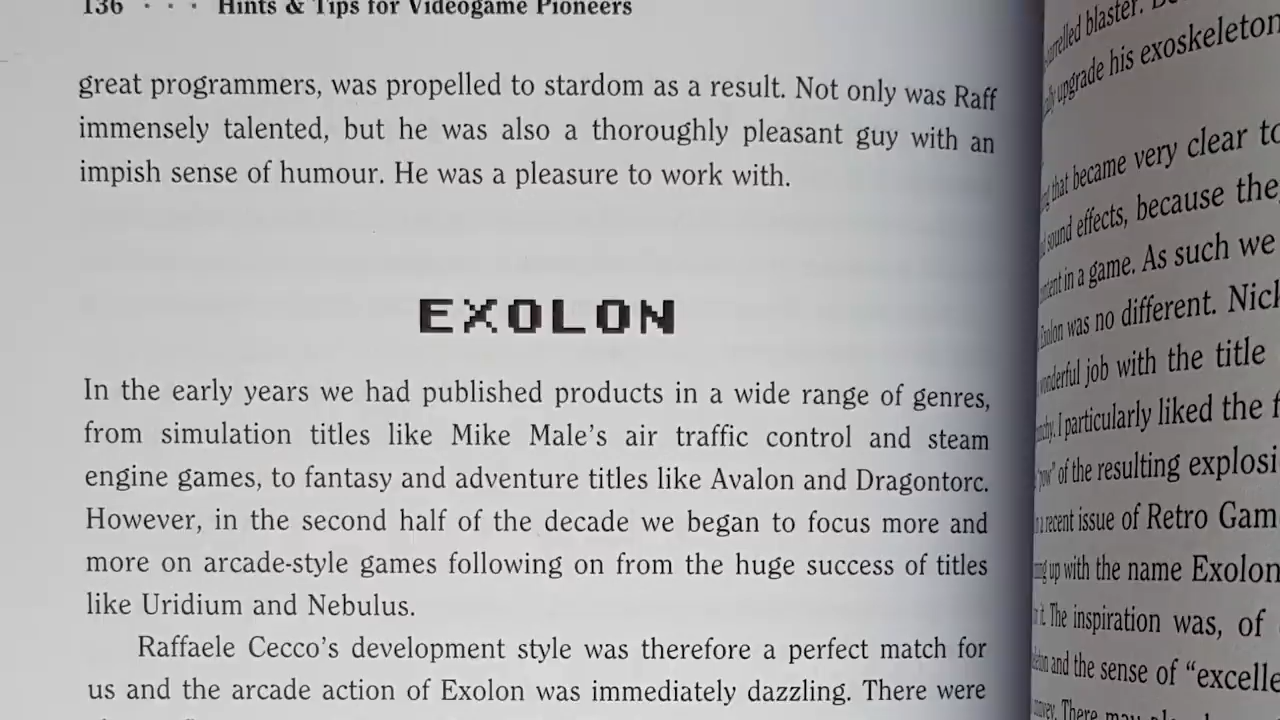 136 · · · Hints & Tips for Videogame Pioneers
great programmers, was propelled to stardom as a result. Not only was Raff
immensely talented, but he was also a thoroughly pleasant guy with an
impish sense of humour. He was a pleasure to work with.
EXOLON
In the early years we had published products in a wide range of genres,
from simulation titles like Mike Male's air traffic control and steam
engine games, to fantasy and adventure titles like Avalon and Dragontorc.
However, in the second half of the decade we began to focus more and
more on arcade-style games following on from the huge success of titles
like Uridium and Nebulus.
Raffaele Cecco's development style was therefore a perfect match for
us and the arcade action of Exolon was immediately dazzling. There were
blaster.
upgrade his exoskeleton
that became very clear to
sound effects, because the
in a game. As such we
Exolon was no different.
job with the title
I particularly liked the
of the resulting explosi
recent issue of Retro Gam
up with the name Exolon
it. The inspiration was, of
and the sense of "excelle
There may